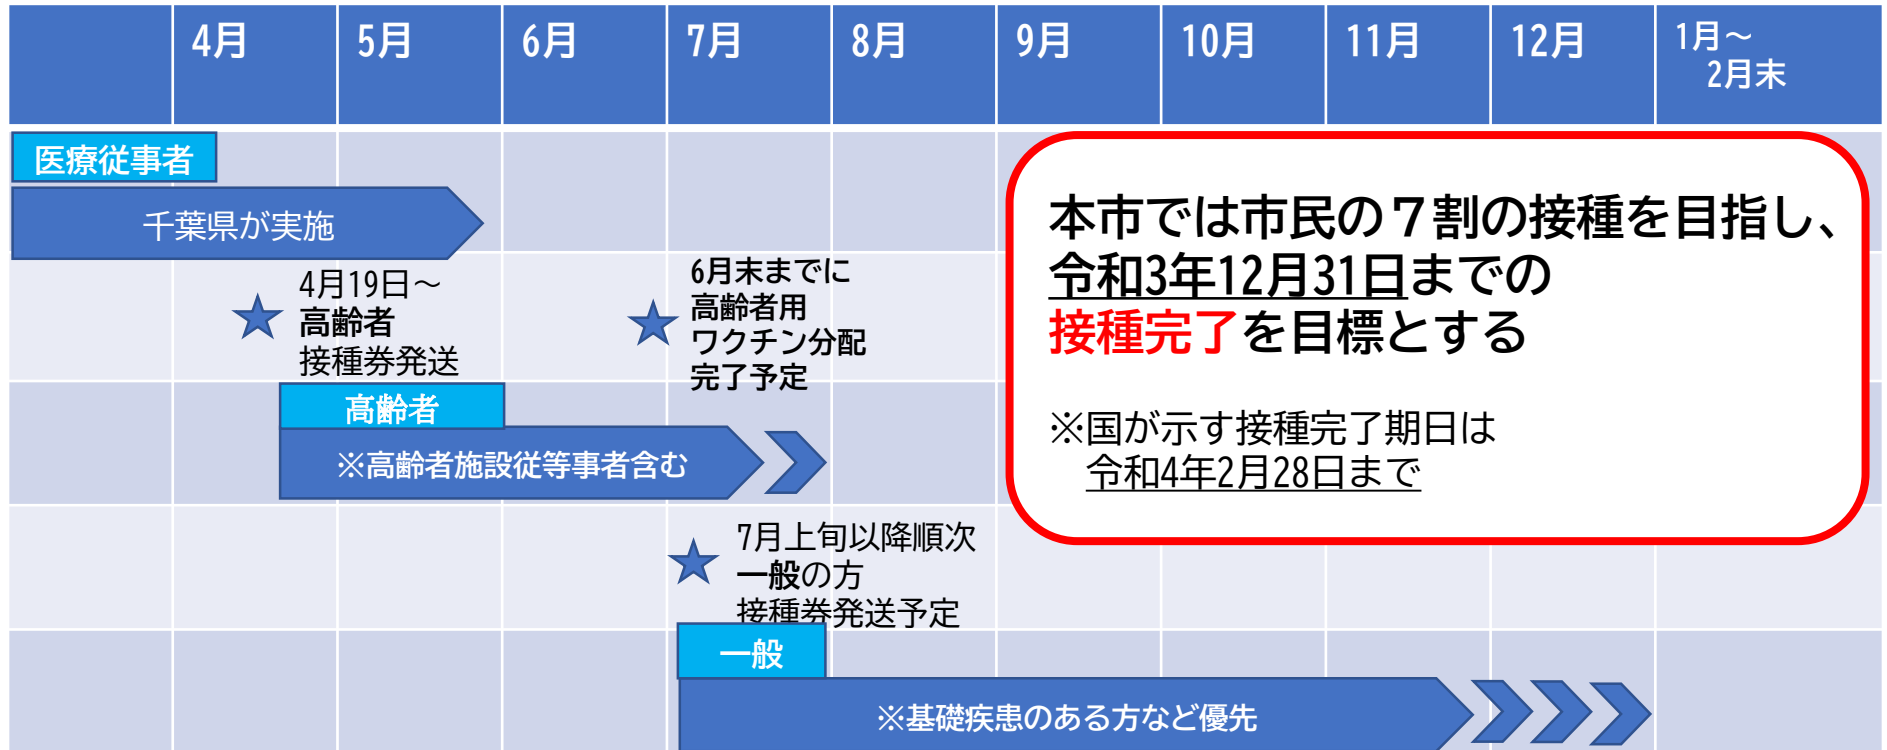 4月
5月
6月
7月
8月
9月
10月
11月
12月
1月～
2月末
医療従事者
千葉県が実施
4月19日～
高齢者
接種券発送
6月末までに
高齢者用
ワクチン分配
完了予定
高齢者
※高齢者施設従等事者含む
7月上旬以降順次
一般の方
接種券発送予定
一般
※基礎疾患のある方など優先
本市では市民の７割の接種を目指し、
令和3年12月31日までの
接種完了を目標とする
※国が示す接種完了期日は
令和4年2月28日まで